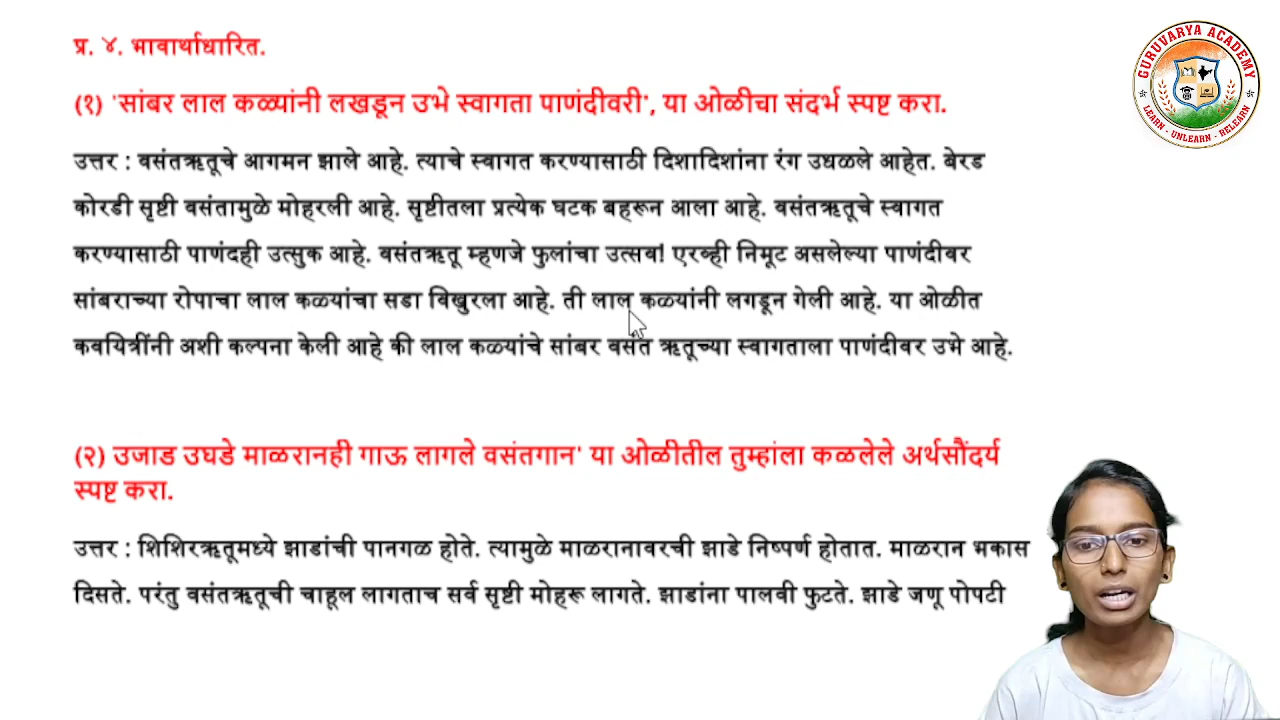 प्र. ४. भावार्थाधारित.
(१) 'सांबर लाल कळ्यांनी लखडून उभे स्वागता पाणंदीवरी', या ओळीचा संदर्भ स्पष्ट करा.
उत्तर : वसंतऋतूचे आगमन झाले आहे. त्याचे स्वागत करण्यासाठी दिशादिशांना रंग उधळले आहेत. बेरड
कोरडी सृष्टी वसंतामुळे मोहरली आहे. सृष्टीतला प्रत्येक घटक बहरून आला आहे. वसंतऋतूचे स्वागत
करण्यासाठी पाणंदही उत्सुक आहे. वसंतऋतू म्हणजे फुलांचा उत्सव! एरव्ही निमूट असलेल्या पाणंदीवर
सांबराच्या रोपाचा लाल कळ्यांचा सडा विखुरला आहे. ती लाल कळ्यांनी लगडून गेली आहे. या ओळीत
कवयित्रींनी अशी कल्पना केली आहे की लाल कळ्यांचे सांबर वसंत ऋतूच्या स्वागताला पाणंदीवर उभे आहे.
(२) उजाड उघडे माळरानही गाऊ लागले वसंतगान' या ओळीतील तुम्हांला कळलेले अर्थसौंदर्य
स्पष्ट करा.
उत्तर : शिशिरऋतूमध्ये झाडांची पानगळ होते. त्यामुळे माळरानावरची झाडे निष्पर्ण होतात. माळरान भकास
दिसते. परंतु वसंतऋतूची चाहूल लागताच सर्व सृष्टी मोहरू लागते. झाडांना पालवी फुटते. झाडे जणू पोपटी
GURUVARYA ACADEMY
LEARN - UNLEARN - RELEARN